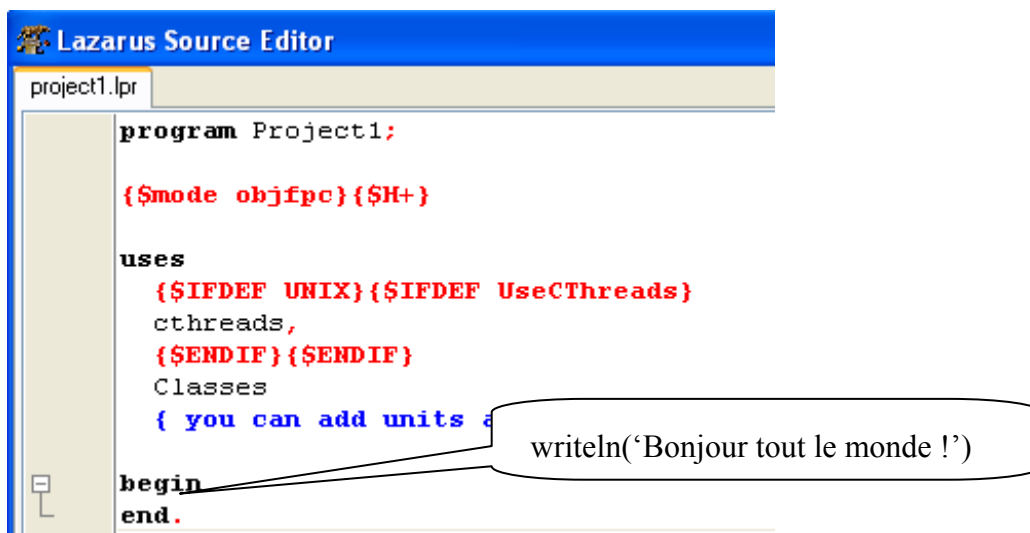 Lazarus Source Editor
project1.lpr
program Project1;
{$mode objfpc}{$H+}
uses
{$IFDEF UNIX}{$IFDEF UseCThreads}
cthreads,
{$ENDIF}{$ENDIF}
Classes
{ you can add units a
writeln(‘Bonjour tout le monde !’)
begin
end.